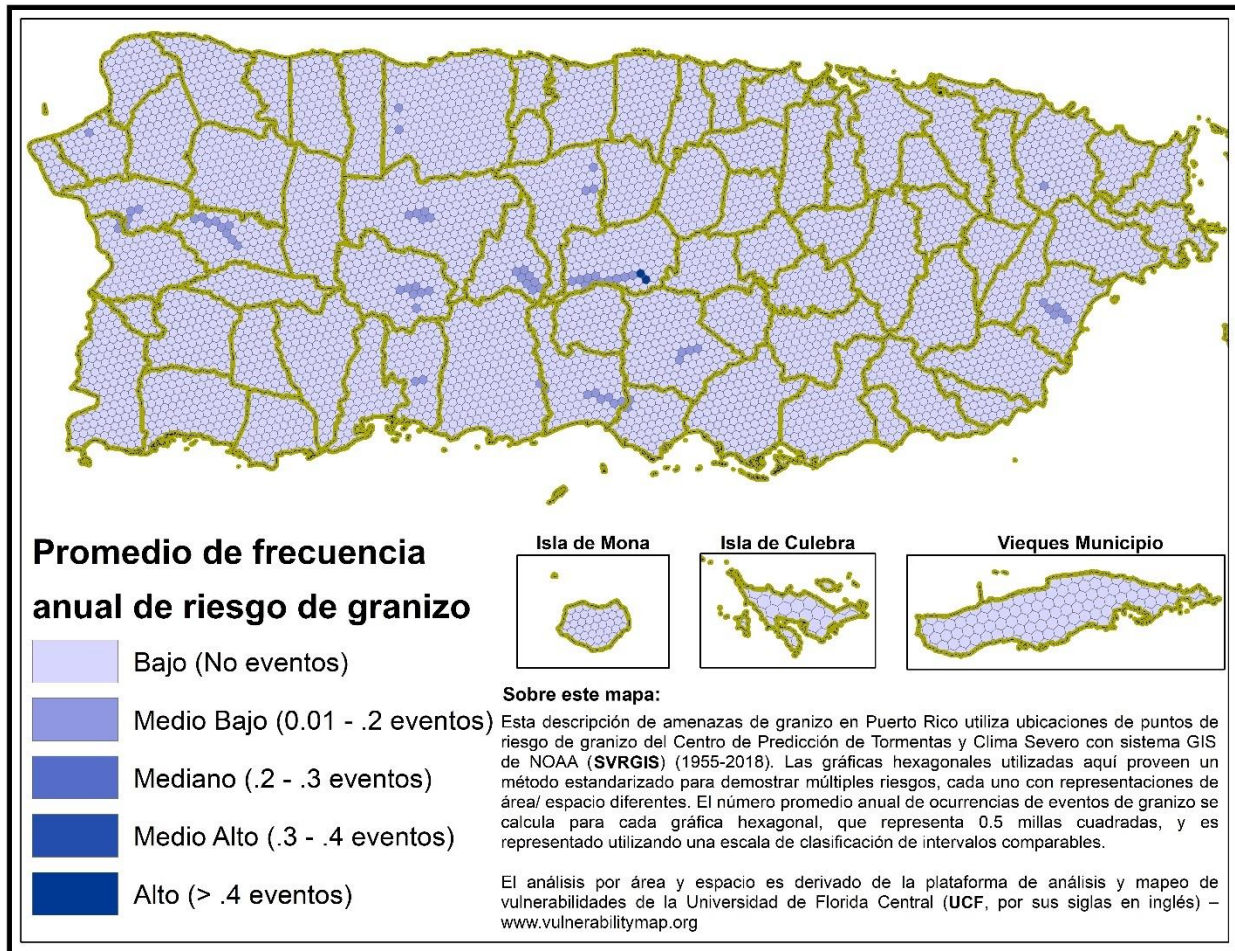 Promedio de frecuencia
anual de riesgo de granizo
Bajo (No eventos)
Medio Bajo (0.01 - .2 eventos)
Mediano (.2 - .3 eventos)
Medio Alto (.3 - .4 eventos)
Alto (> .4 eventos)
Isla de Mona
Isla de Culebra
Vieques Municipio
Sobre este mapa:
Esta descripción de amenazas de granizo en Puerto Rico utiliza ubicaciones de puntos de
riesgo de granizo del Centro de Predicción de Tormentas y Clima Severo con sistema GIS
de NOAA (SVRGIS) (1955-2018). Las gráficas hexagonales utilizadas aquí proveen un
método estandarizado para demostrar múltiples riesgos, cada uno con representaciones de
área/ espacio diferentes. El número promedio anual de ocurrencias de eventos de granizo se
calcula para cada gráfica hexagonal, que representa 0.5 millas cuadradas, y es
representado utilizando una escala de clasificación de intervalos comparables.
El análisis por área y espacio es derivado de la plataforma de análisis y mapeo de
vulnerabilidades de la Universidad de Florida Central (UCF, por sus siglas en inglés) –
www.vulnerabilitymap.org